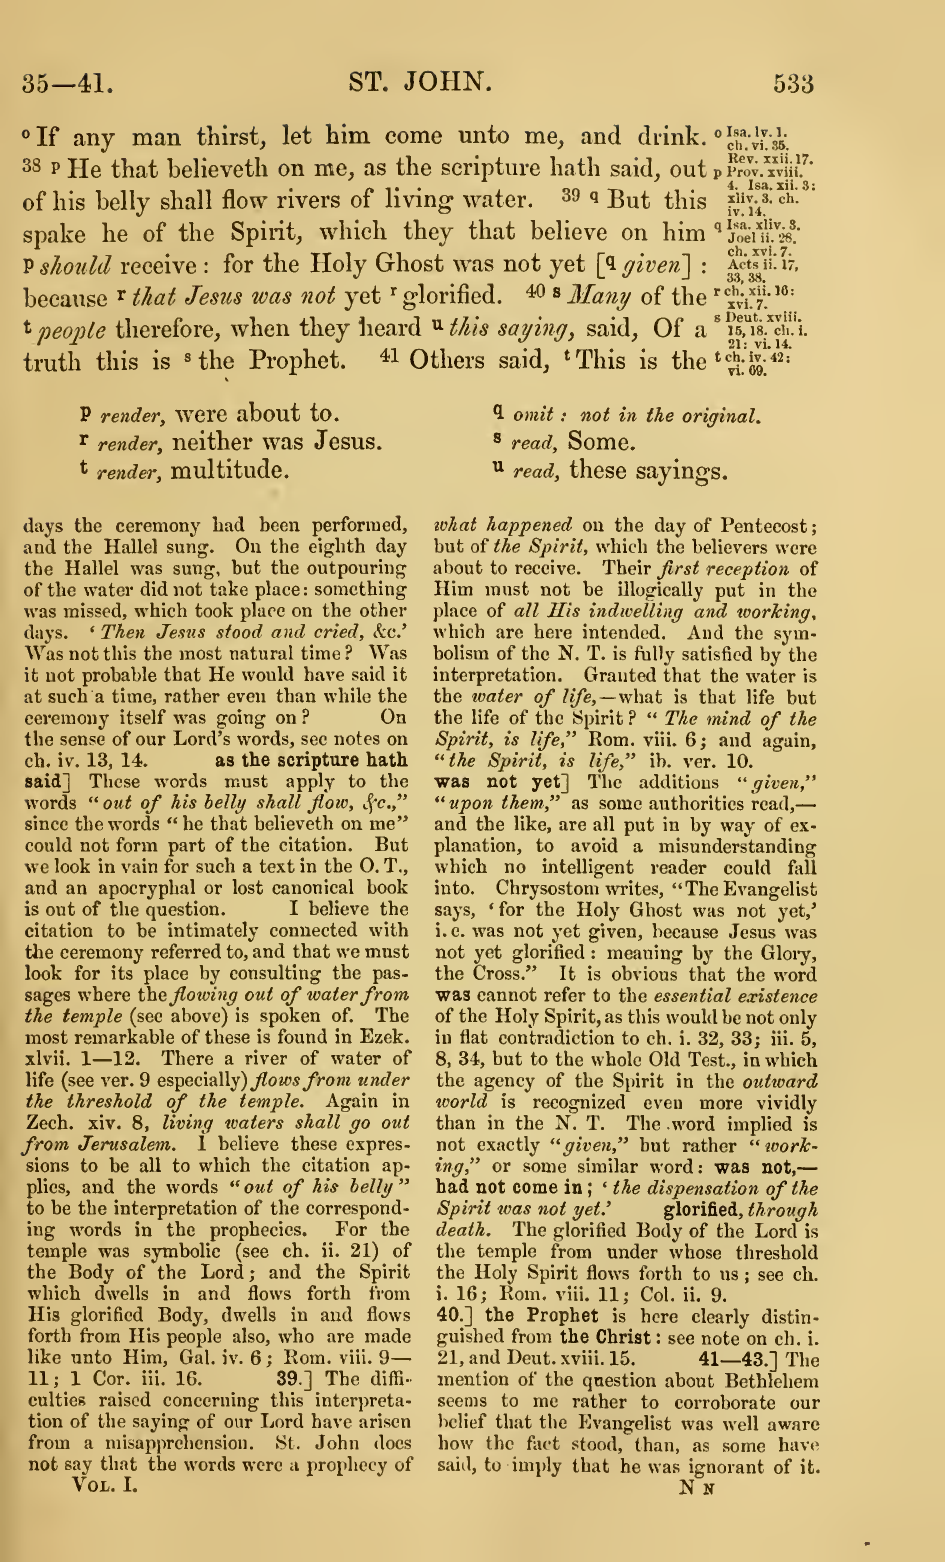 35—41. ST. JOHN. 533
o If any man thirst, let him come unto me, and drink.
38 p He that believeth on me, as the scripture hath said, out
of his belly shall flow rivers of living water. 39 q But this
spake he of the Spirit, which they that believe on him
p should receive : for the Holy Ghost was not yet [q given] :
because r that Jesus was not yet r glorified. 40 s Many of the
t people therefore, when they heard u this saying, said, Of a
truth this is s the Prophet. 41 Others said, t This is the
o Isa. lv. 1.
ch. vi. 35.
Rev. xxii. 17.
p Prov. xviii.
4. Isa. xii. 3:
xliv. 3. ch.
iv. 14.
q Isa. xliv. 3.
Joel ii. 28.
ch. xvi. 7.
Acts ii. 17,
33, 38.
r ch. xii. 16:
xvi. 7.
s Deut. xviii.
15, 18. ch. i.
21: vi. 14.
t ch. iv. 42:
vi. 69.
p render, were about to.
r render, neither was Jesus.
t render, multitude.
q omit : not in the original.
s read, Some.
u read, these sayings.
days the ceremony had been performed,
and the Hallel sung. On the eighth day
the Hallel was sung, but the outpouring
of the water did not take place: something
was missed, which took place on the other
days. ‘ Then Jesus stood and cried, &c.’
Was not this the most natural time ? Was
it not probable that He would have said it
at such a time, rather even than while the
ceremony itself was going on ? On
the sense of our Lord’s words, see notes on
ch. iv. 13, 14. as the scripture hath
said] These words must apply to the
words “out of his belly shall flow, &c.,”
since the words “ he that believeth on me”
could not form part of the citation. But
we look in vain for such a text in the O. T.,
and an apocryphal or lost canonical book
is out of the question. I believe the
citation to be intimately connected with
the ceremony referred to, and that we must
look for its place by consulting the pas-
sages where the flowing out of water from
the temple (see above) is spoken of. The
most remarkable of these is found in Ezek.
xlvii. 1—12. There a river of water of
life (see ver. 9 especially) flows from under
the threshold of the temple. Again in
Zech. xiv. 8, living waters shall go out
from Jerusalem. I believe these expres-
sions to be all to which the citation ap-
plies, and the words “out of his belly”
to be the interpretation of the correspond-
ing words in the prophecies. For the
temple was symbolic (see ch. ii. 21) of
the Body of the Lord ; and the Spirit
which dwells in and flows forth from
His glorified Body, dwells in and flows
forth from His people also, who are made
like unto Him, Gal. iv. 6 ; Rom. viii. 9—
11; 1 Cor. iii. 16. 39.] The diffi-
culties raised concerning this interpreta-
tion of the saying of our Lord have arisen
from a misapprehension. St. John does
not say that the words were a prophecy of
VOL. I.
what happened on the day of Pentecost ;
but of the Spirit, which the believers were
about to receive. Their first reception of
Him must not be illogically put in the
place of all His indwelling and working,
which are here intended. And the sym-
bolism of the N. T. is fully satisfied by the
interpretation. Granted that the water is
the water of life,—what is that life but
the life of the Spirit ? “ The mind of the
Spirit, is life,” Rom. viii. 6 ; and again,
“the Spirit, is life,” ib. ver. 10.
was not yet] The additions “given,”
“upon them,” as some authorities read,—
and the like, are all put in by way of ex-
planation, to avoid a misunderstanding
which no intelligent reader could fall
into. Chrysostom writes, “The Evangelist
says, ‘for the Holy Ghost was not yet,’
i. e. was not yet given, because Jesus was
not yet glorified : meaning by the Glory,
the Cross.” It is obvious that the word
was cannot refer to the essential existence
of the Holy Spirit, as this would be not only
in flat contradiction to ch. i. 32, 33; iii. 5,
8, 34, but to the whole Old Test., in which
the agency of the Spirit in the outward
world is recognized even more vividly
than in the N. T. The word implied is
not exactly “given,” but rather “work-
ing,” or some similar word : was not,—
had not come in ; ‘ the dispensation of the
Spirit was not yet.’ glorified, through
death. The glorified Body of the Lord is
the temple from under whose threshold
the Holy Spirit flows forth to us ; see ch.
i. 16; Rom. viii. 11; Col. ii. 9.
40.] the Prophet is here clearly distin-
guished from the Christ : see note on ch. i.
21, and Deut. xviii. 15. 41—43.] The
mention of the question about Bethlehem
seems to me rather to corroborate our
belief that the Evangelist was well aware
how the fact stood, than, as some have
said, to imply that he was ignorant of it.
N N